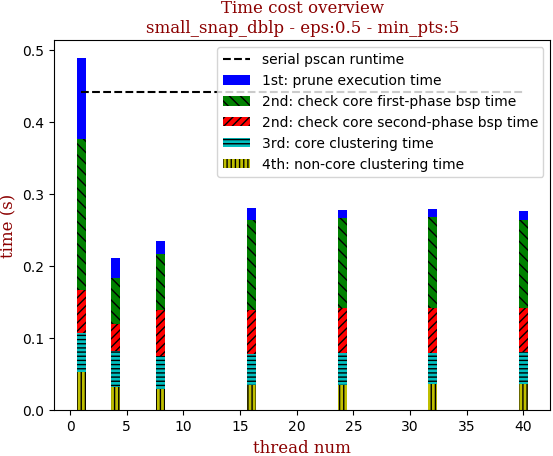 Time cost overview
small_snap_dblp - eps:0.5 - min_pts:5
serial pscan runtime
1st: prune execution time
2nd: check core first-phase bsp time
2nd: check core second-phase bsp time
3rd: core clustering time
4th: non-core clustering time
time (s)
0.5
0.4
0.3
0.2
0.1
0.0
0 5 10 15 20 25 30 35 40
thread num